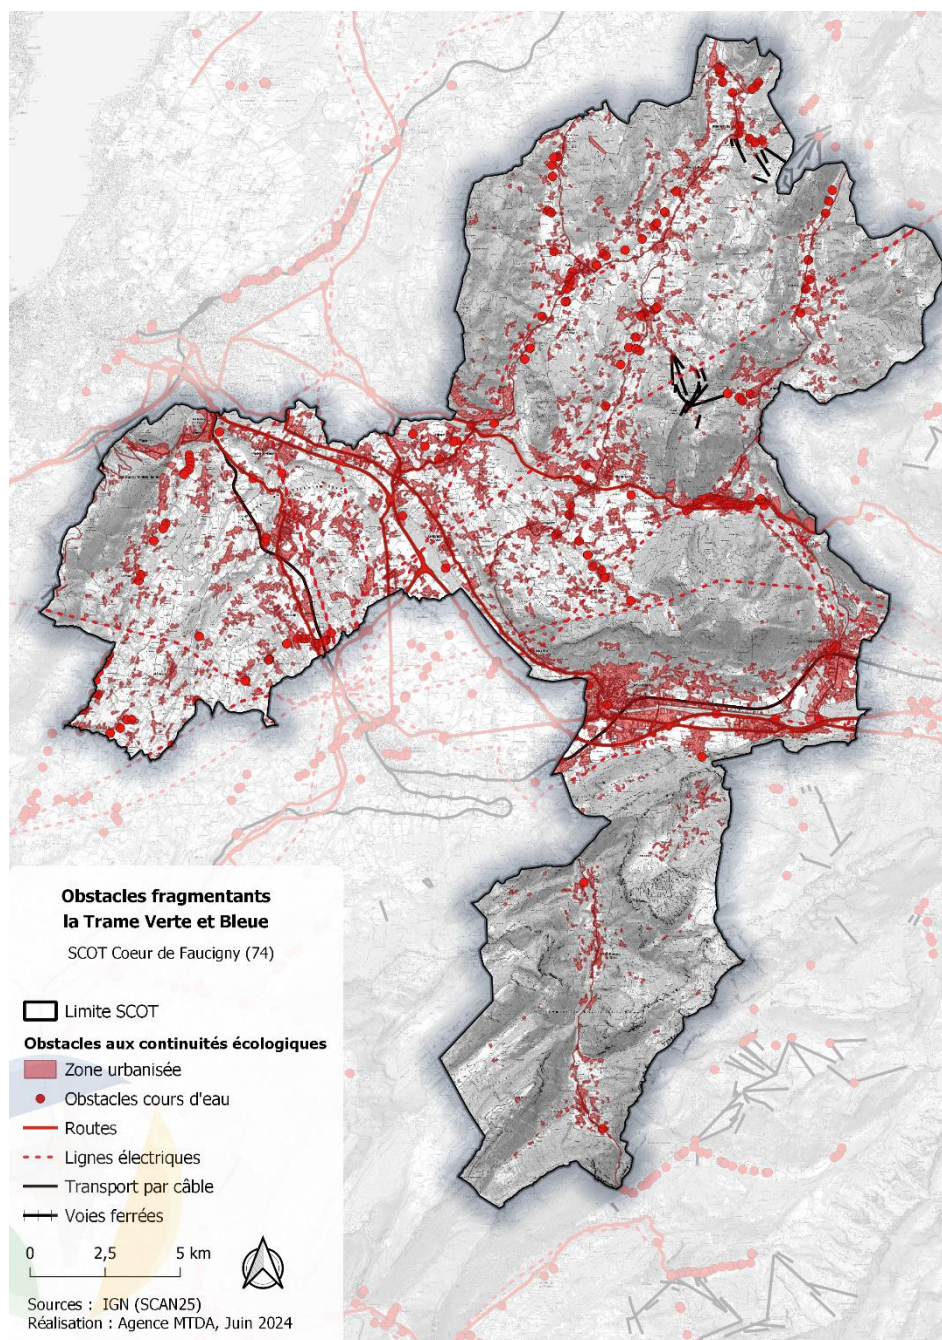 Obstacles fragmentants
la Trame Verte et Bleue
SCOT Coeur de Faucigny (74)
Limite SCOT
Obstacles aux continuités écologiques
Zone urbanisée
Obstacles cours d'eau
Routes
Lignes électriques
Transport par câble
Voies ferrées
0 2,5 5 km
Sources : IGN (SCAN25)
Réalisation : Agence MTDA, Juin 2024